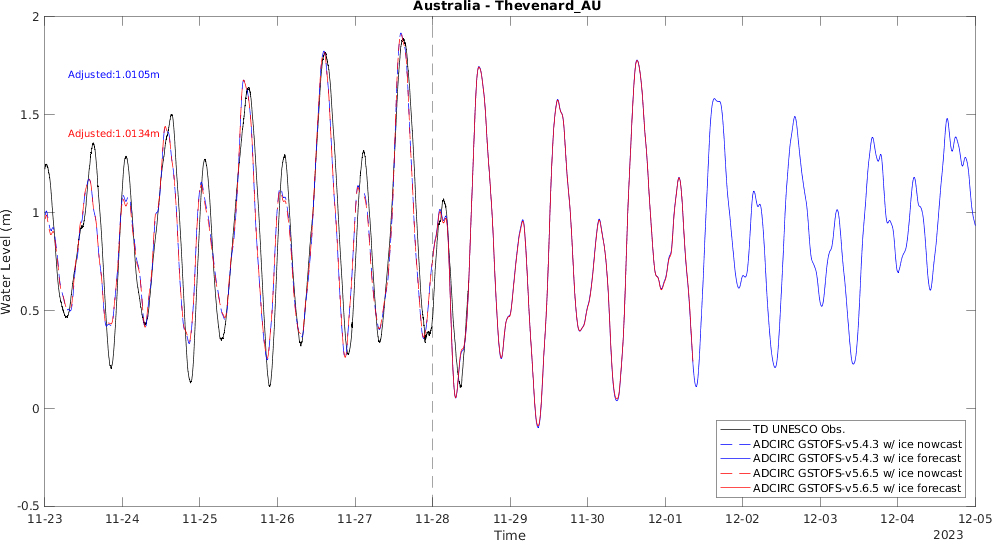 Australia - Thevenard_AU
2
Adjusted:1.0105m
1.5
Adjusted:1.0134m
1
Water Level (m)
0.5
0
-0.5
TD UNESCO Obs.
ADCIRC GSTOFS-v5.4.3 w/ ice nowcast
ADCIRC GSTOFS-v5.4.3 w/ ice forecast
ADCIRC GSTOFS-v5.6.5 w/ ice nowcast
ADCIRC GSTOFS-v5.6.5 w/ ice forecast
11-23 11-24 11-25 11-26 11-27 11-28 11-29 11-30 12-01 12-02 12-03 12-04 12-05
Time
2023